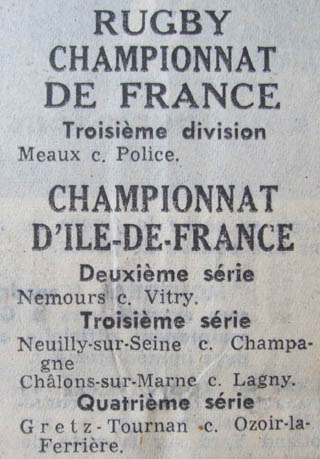 RUGBY
CHAMPIONNAT
DE FRANCE
Troisième division
Meaux c. Police.
CHAMPIONNAT
D'ILE-DE-FRANCE
Deuxième série
Nemours c. Vitry.
Troisième série
Neuilly-sur-Seine c. Champa-
gne
Châlons-sur-Marne c. Lagny.
Quatrième série
Gretz-Tournan c. Ozoir-la-
Ferrière.